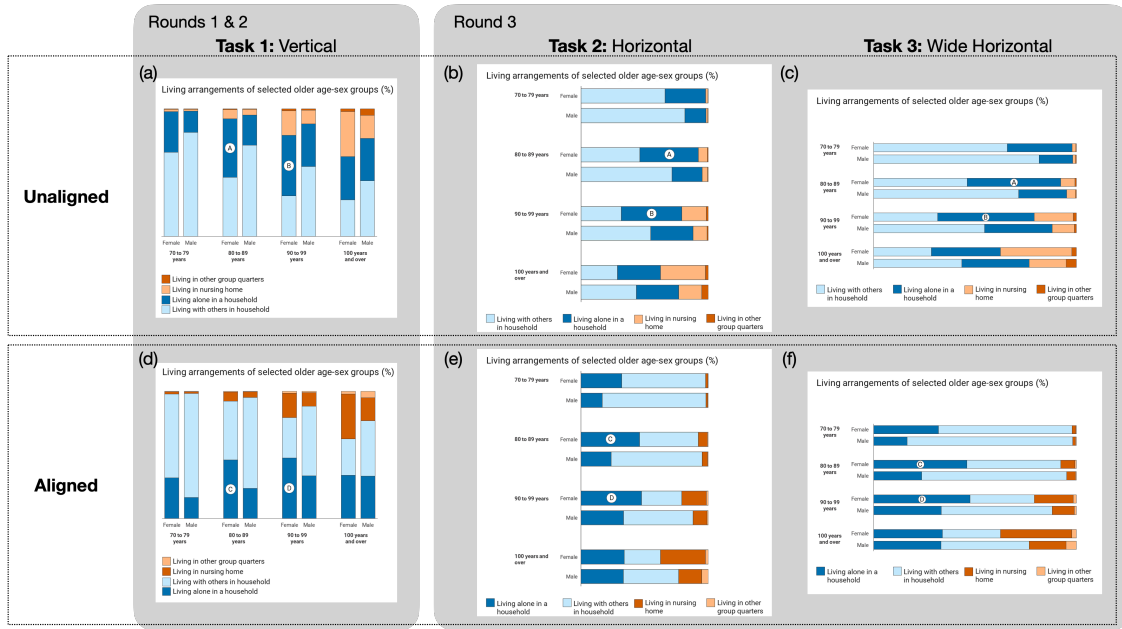 Rounds 1 & 2
Round 3
Task 1: Vertical
Task 2: Horizontal
Task 3: Wide Horizontal
Unaligned
(a)
Living arrangements of selected older age-sex groups (%)
A
B
Female Male Female Male Female Male Female Male
70 to 79 years
80 to 89 years
90 to 99 years
100 years and over
Living in other group quarters
Living in nursing home
Living alone in a household
Living with others in household
(b)
Living arrangements of selected older age-sex groups (%)
70 to 79 years
Female
Male
80 to 89 years
Female
A
Male
90 to 99 years
Female
B
Male
100 years and over
Female
Male
Living with others in household
Living alone in a household
Living in nursing home
Living in other group quarters
(c)
Living arrangements of selected older age-sex groups (%)
70 to 79 years
Female
Male
80 to 89 years
Female
A
Male
90 to 99 years
Female
B
Male
100 years and over
Female
Male
Living with others in household
Living alone in a household
Living in nursing home
Living in other group quarters
Aligned
(d)
Living arrangements of selected older age-sex groups (%)
C
D
Female Male Female Male Female Male Female Male
70 to 79 years
80 to 89 years
90 to 99 years
100 years and over
Living in other group quarters
Living in nursing home
Living with others in household
Living alone in a household
(e)
Living arrangements of selected older age-sex groups (%)
70 to 79 years
Female
Male
80 to 89 years
Female
C
Male
90 to 99 years
Female
D
Male
100 years and over
Female
Male
Living alone in a household
Living with others in household
Living in nursing home
Living in other group quarters
(f)
Living arrangements of selected older age-sex groups (%)
70 to 79 years
Female
Male
80 to 89 years
Female
C
Male
90 to 99 years
Female
D
Male
100 years and over
Female
Male
Living alone in a household
Living with others in household
Living in nursing home
Living in other group quarters